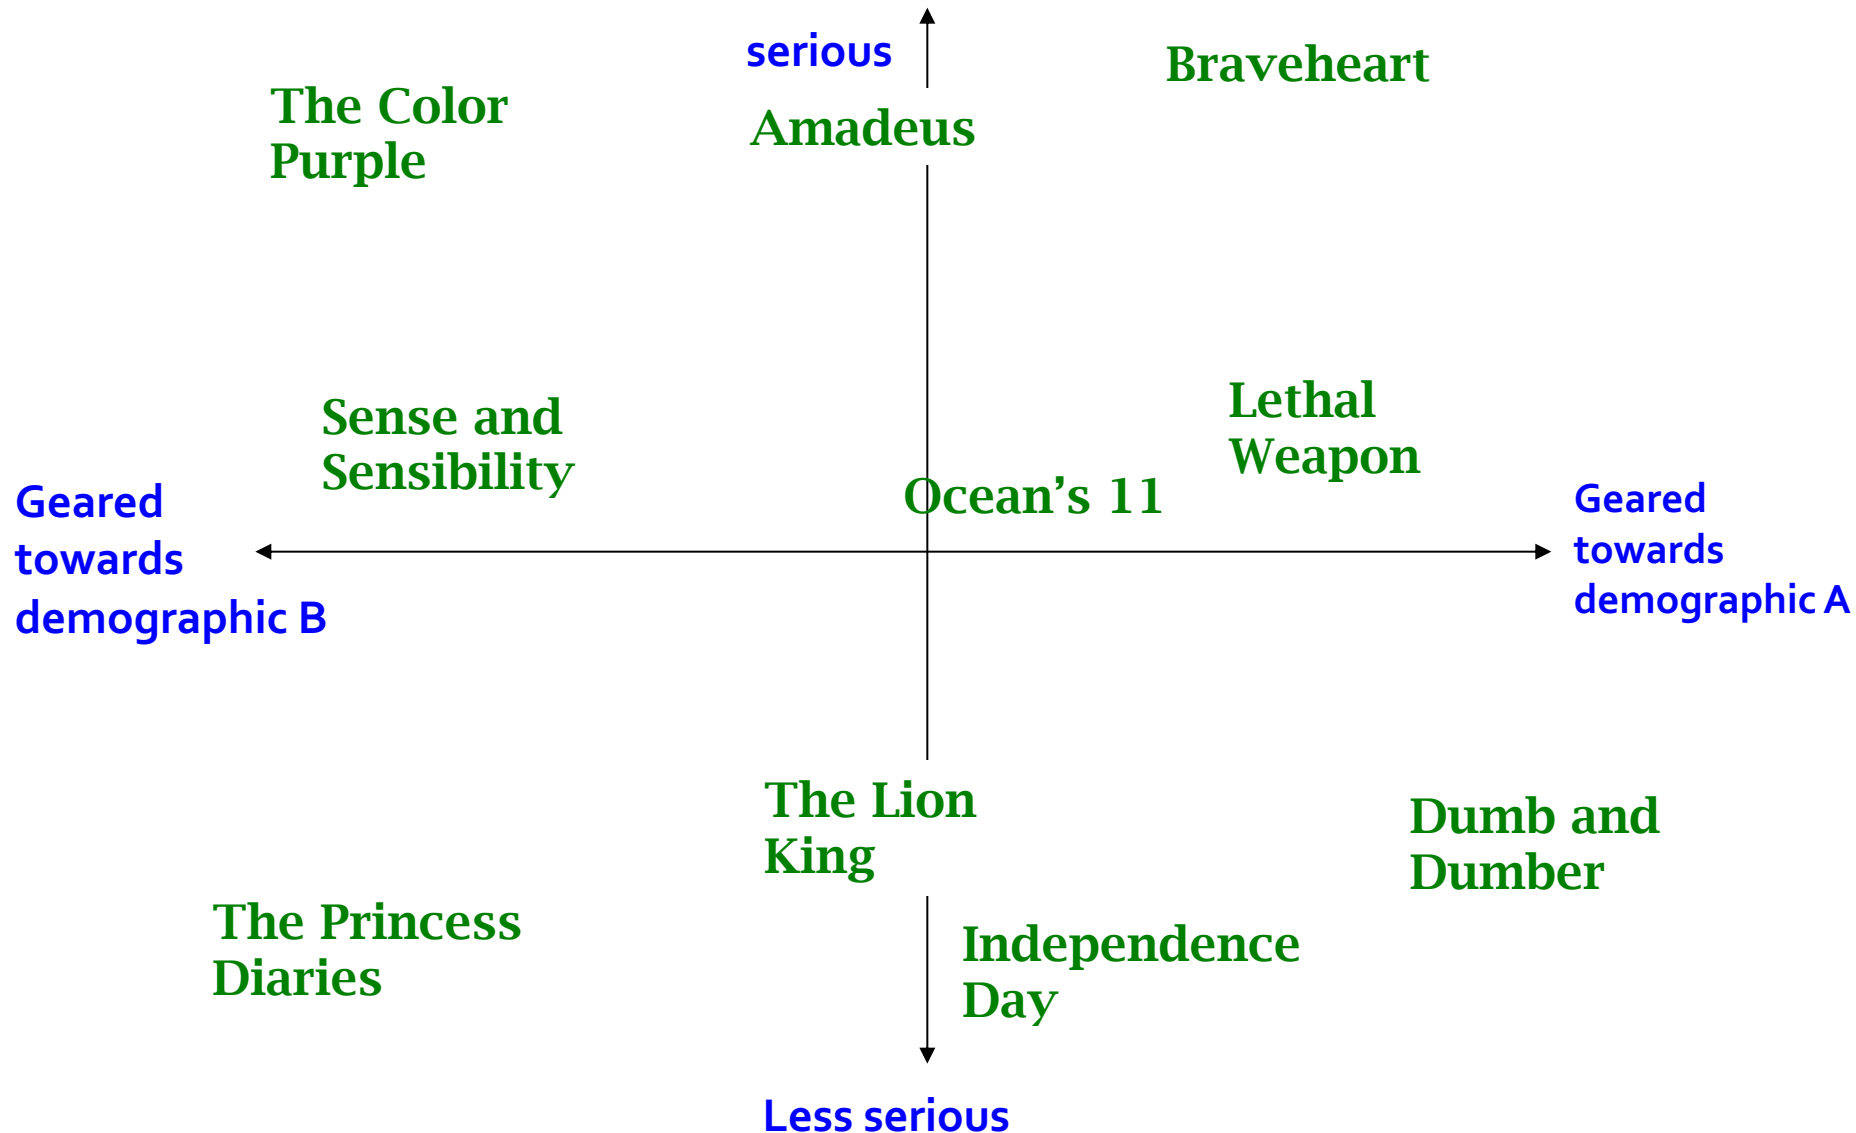 serious
Braveheart
The Color
Purple
Amadeus
Sense and
Sensibility
Lethal
Weapon
Ocean’s 11
Geared
towards
demographic B
Geared
towards
demographic A
The Lion
King
Dumb and
Dumber
The Princess
Diaries
Independence
Day
Less serious